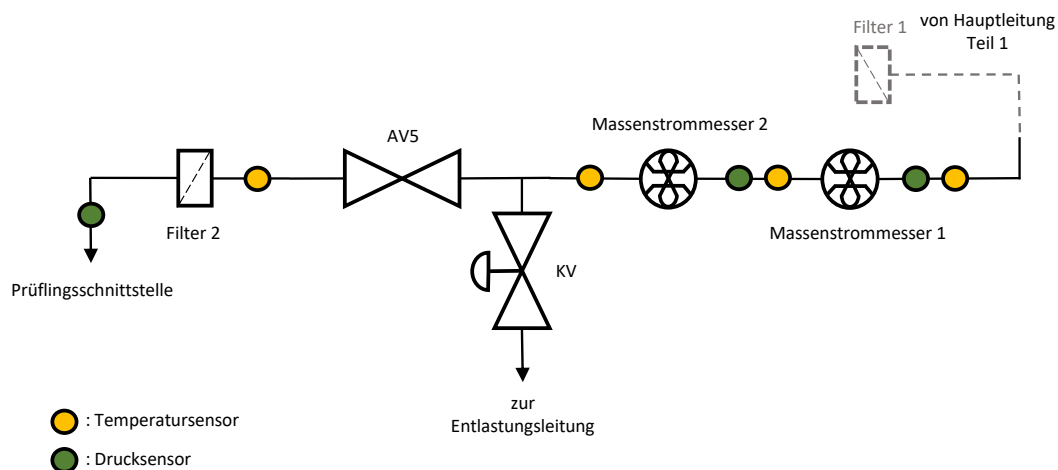 Filter 1
von Hauptleitung
Teil 1
Massenstrommesser 2
AV5
Filter 2
Massenstrommesser 1
KV
Prüflingsschnittstelle
zur
Entlastungsleitung
: Temperatursensor
: Drucksensor